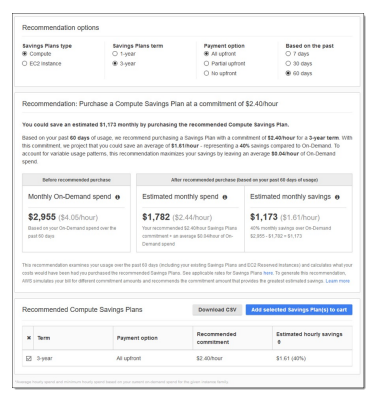 Recommendation options
Savings Plans type
Compute
EC2 Instance
Savings Plans term
1-year
3-year
Payment option
All upfront
Partial upfront
No upfront
Based on the past
7 days
30 days
60 days
Recommendation: Purchase a Compute Savings Plan at a commitment of $2.40/hour
You could save an estimated $1,173 monthly by purchasing the recommended Compute Savings Plan.
Based on your past 60 days of usage, we recommend purchasing a Savings Plan with a commitment of $2.40/hour for a 3-year term. With
this commitment, we project that you could save an average of $1.61/hour - representing a 40% savings compared to On-Demand. To
account for variable usage patterns, this recommendation maximizes your savings by leaving an average $0.04/hour of On-Demand
spend.
Before recommended purchase
After recommended purchase (based on your past 60 days of usage)
Monthly On-Demand spend
$2,955 ($4.05/hour)
Based on your On-Demand spend over the
past 60 days
Estimated monthly spend
$1,782 ($2.44/hour)
Your recommended $2.40/hour Savings Plans
commitment + an average $0.04/hour of On-
Demand spend
Estimated monthly savings
$1,173 ($1.61/hour)
40% monthly savings over On-Demand
$2,955 - $1,782 = $1,173
This recommendation examines your usage over the past 60 days (including your existing Savings Plans and EC2 Reserved Instances) and calculates what your
costs would have been had you purchased the recommended Savings Plans. See applicable rates for Savings Plans here. To generate this recommendation,
AWS simulates your bill for different commitment amounts and recommends the commitment amount that provides the greatest estimated savings. Learn more
Recommended Compute Savings Plans
Download CSV
Add selected Savings Plan(s) to cart
Term
Payment option
Recommended
commitment
Estimated hourly savings
3-year
All upfront
$2.40/hour
$1.61 (40%)